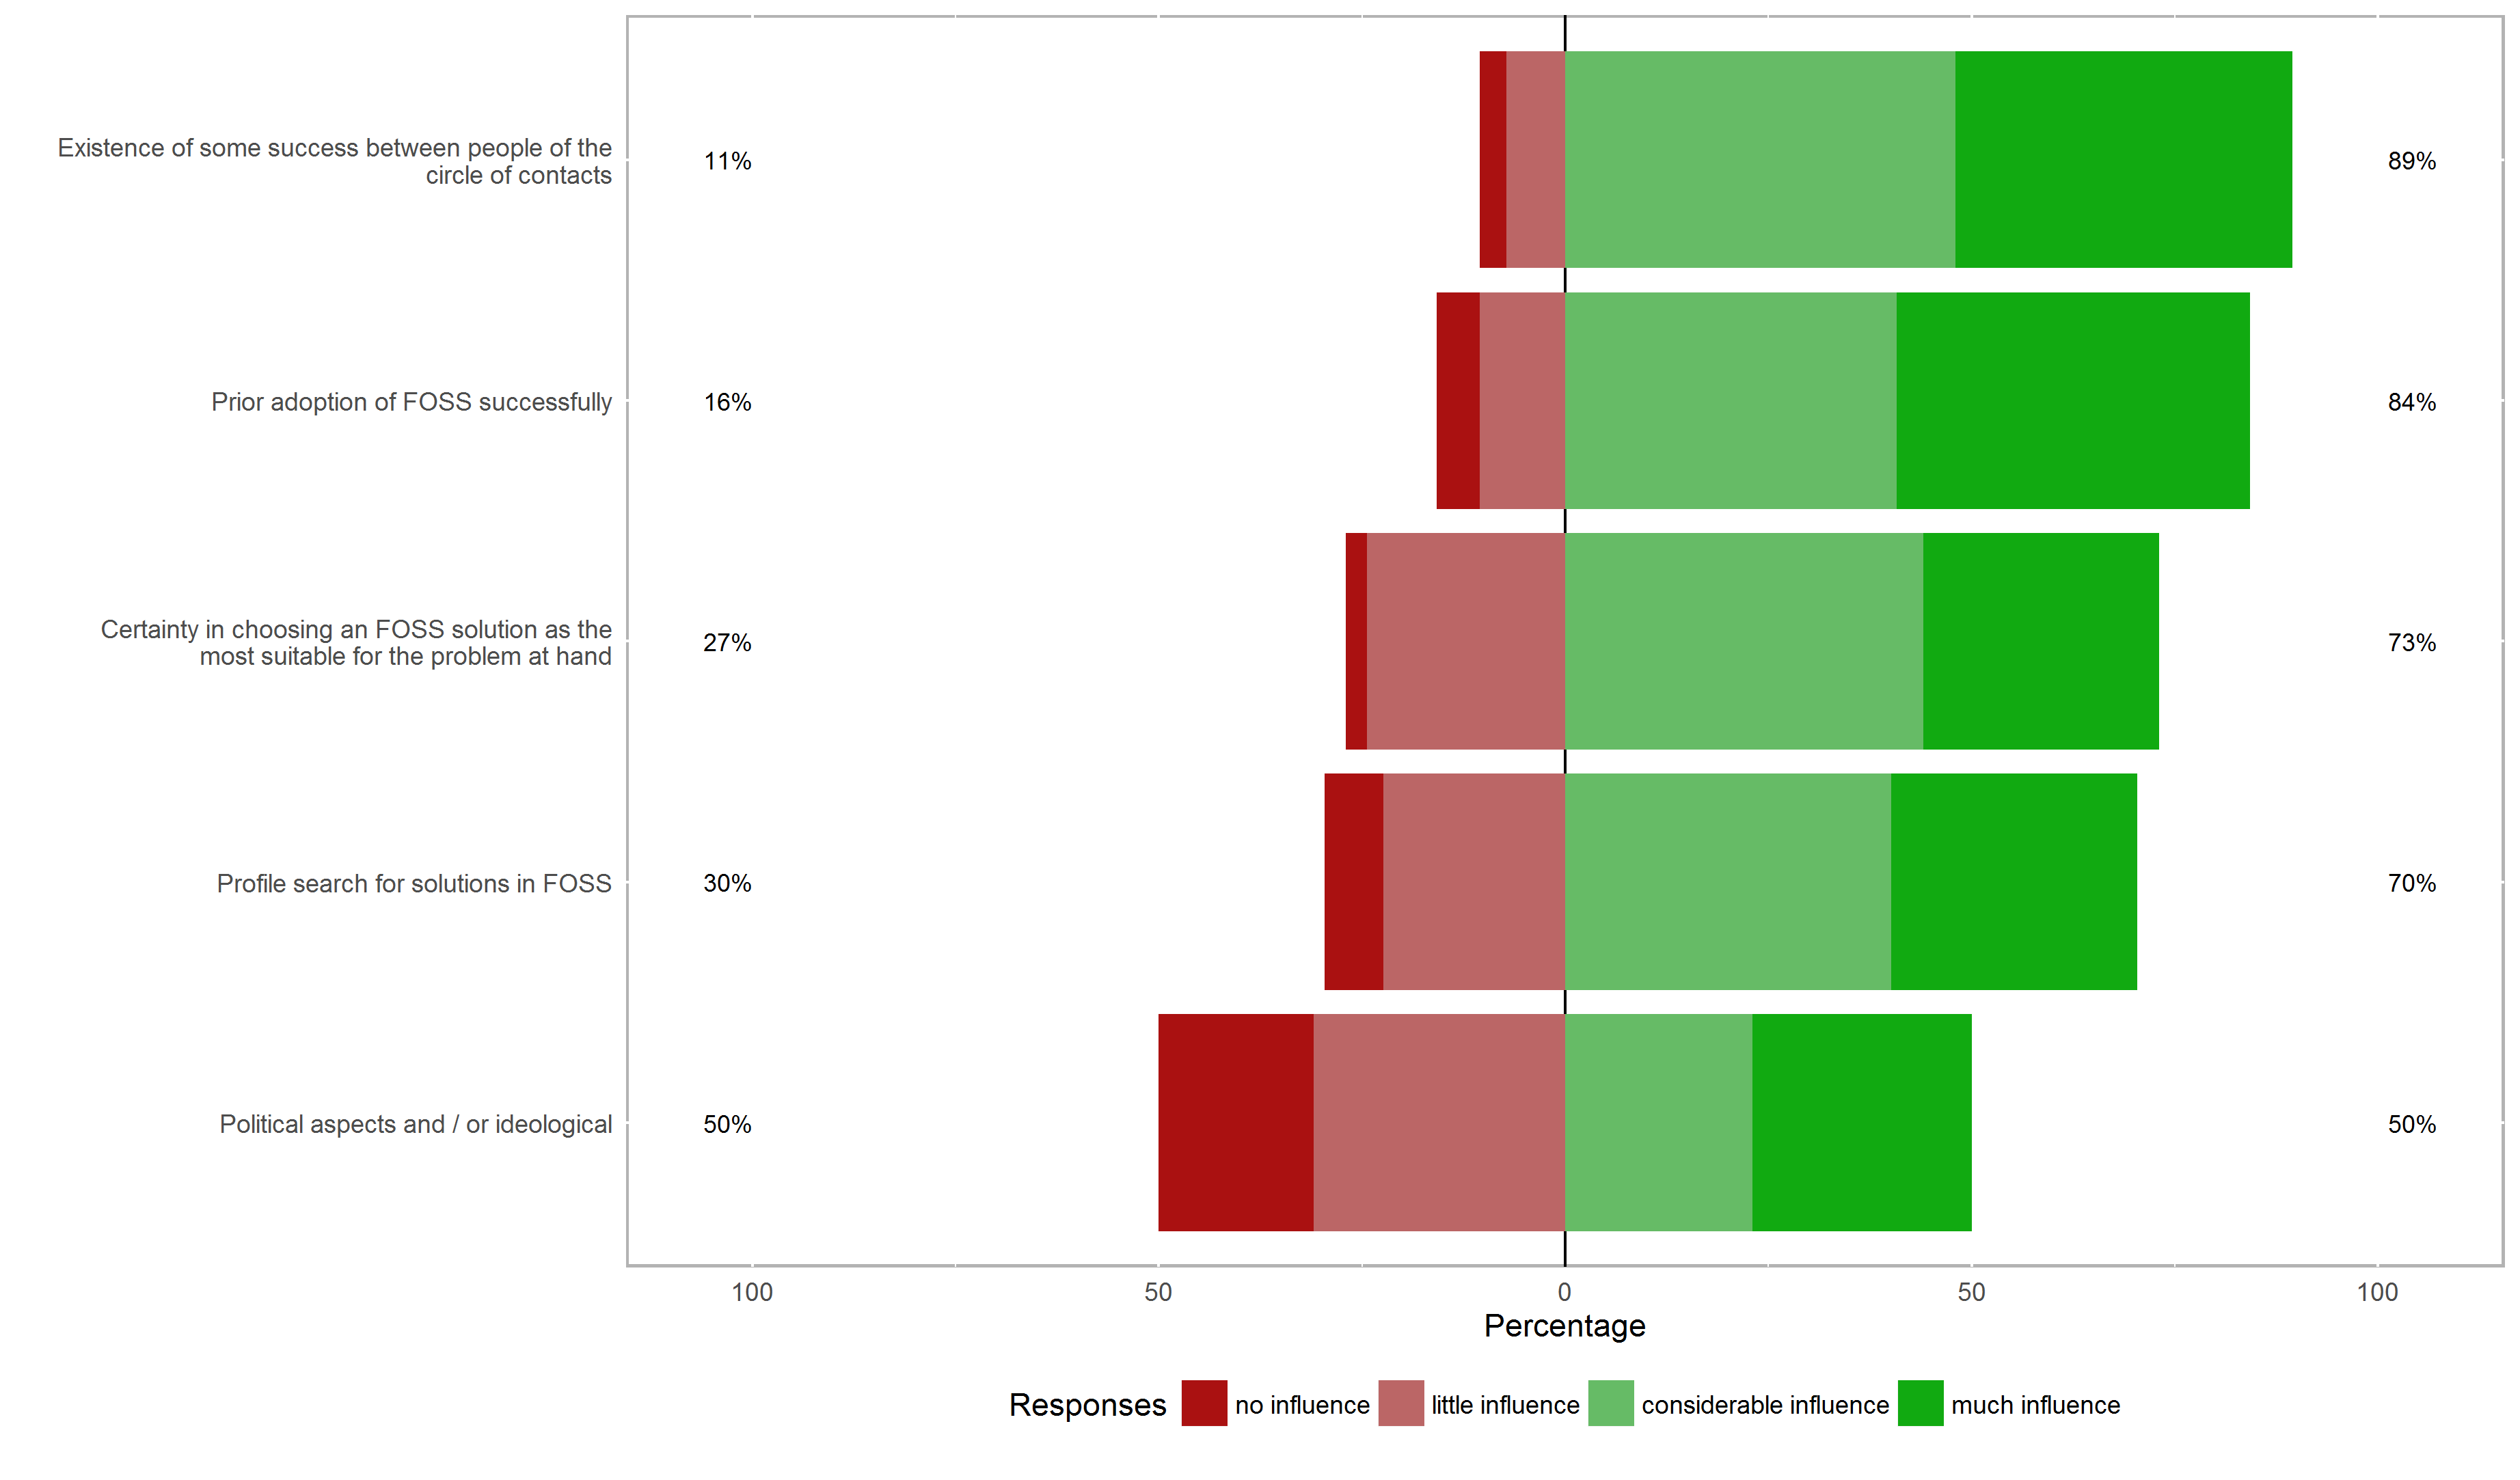 Existence of some success between people of the
circle of contacts
11%
89%
Prior adoption of FOSS successfully
16%
84%
Certainty in choosing an FOSS solution as the
most suitable for the problem at hand
27%
73%
Profile search for solutions in FOSS
30%
70%
Political aspects and / or ideological
50%
50%
100 50 0 50 100
Percentage
Responses no influence little influence considerable influence much influence